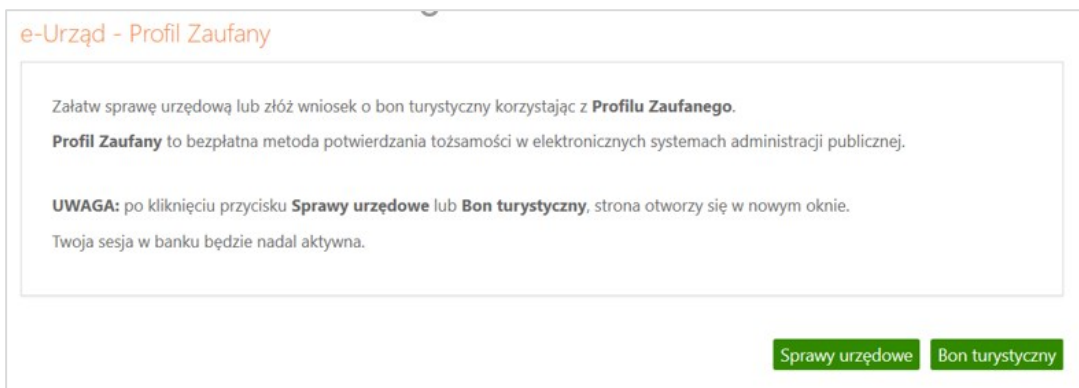 e-Urząd - Profil Zaufany
Załatw sprawę urzędową lub złóż wniosek o bon turystyczny korzystając z Profilu Zaufanego.
Profil Zaufany to bezpłatna metoda potwierdzania tożsamości w elektronicznych systemach administracji publicznej.
UWAGA: po kliknięciu przycisku Sprawy urzędowe lub Bon turystyczny, strona otworzy się w nowym oknie.
Twoja sesja w banku będzie nadal aktywna.
Sprawy urzędowe Bon turystyczny